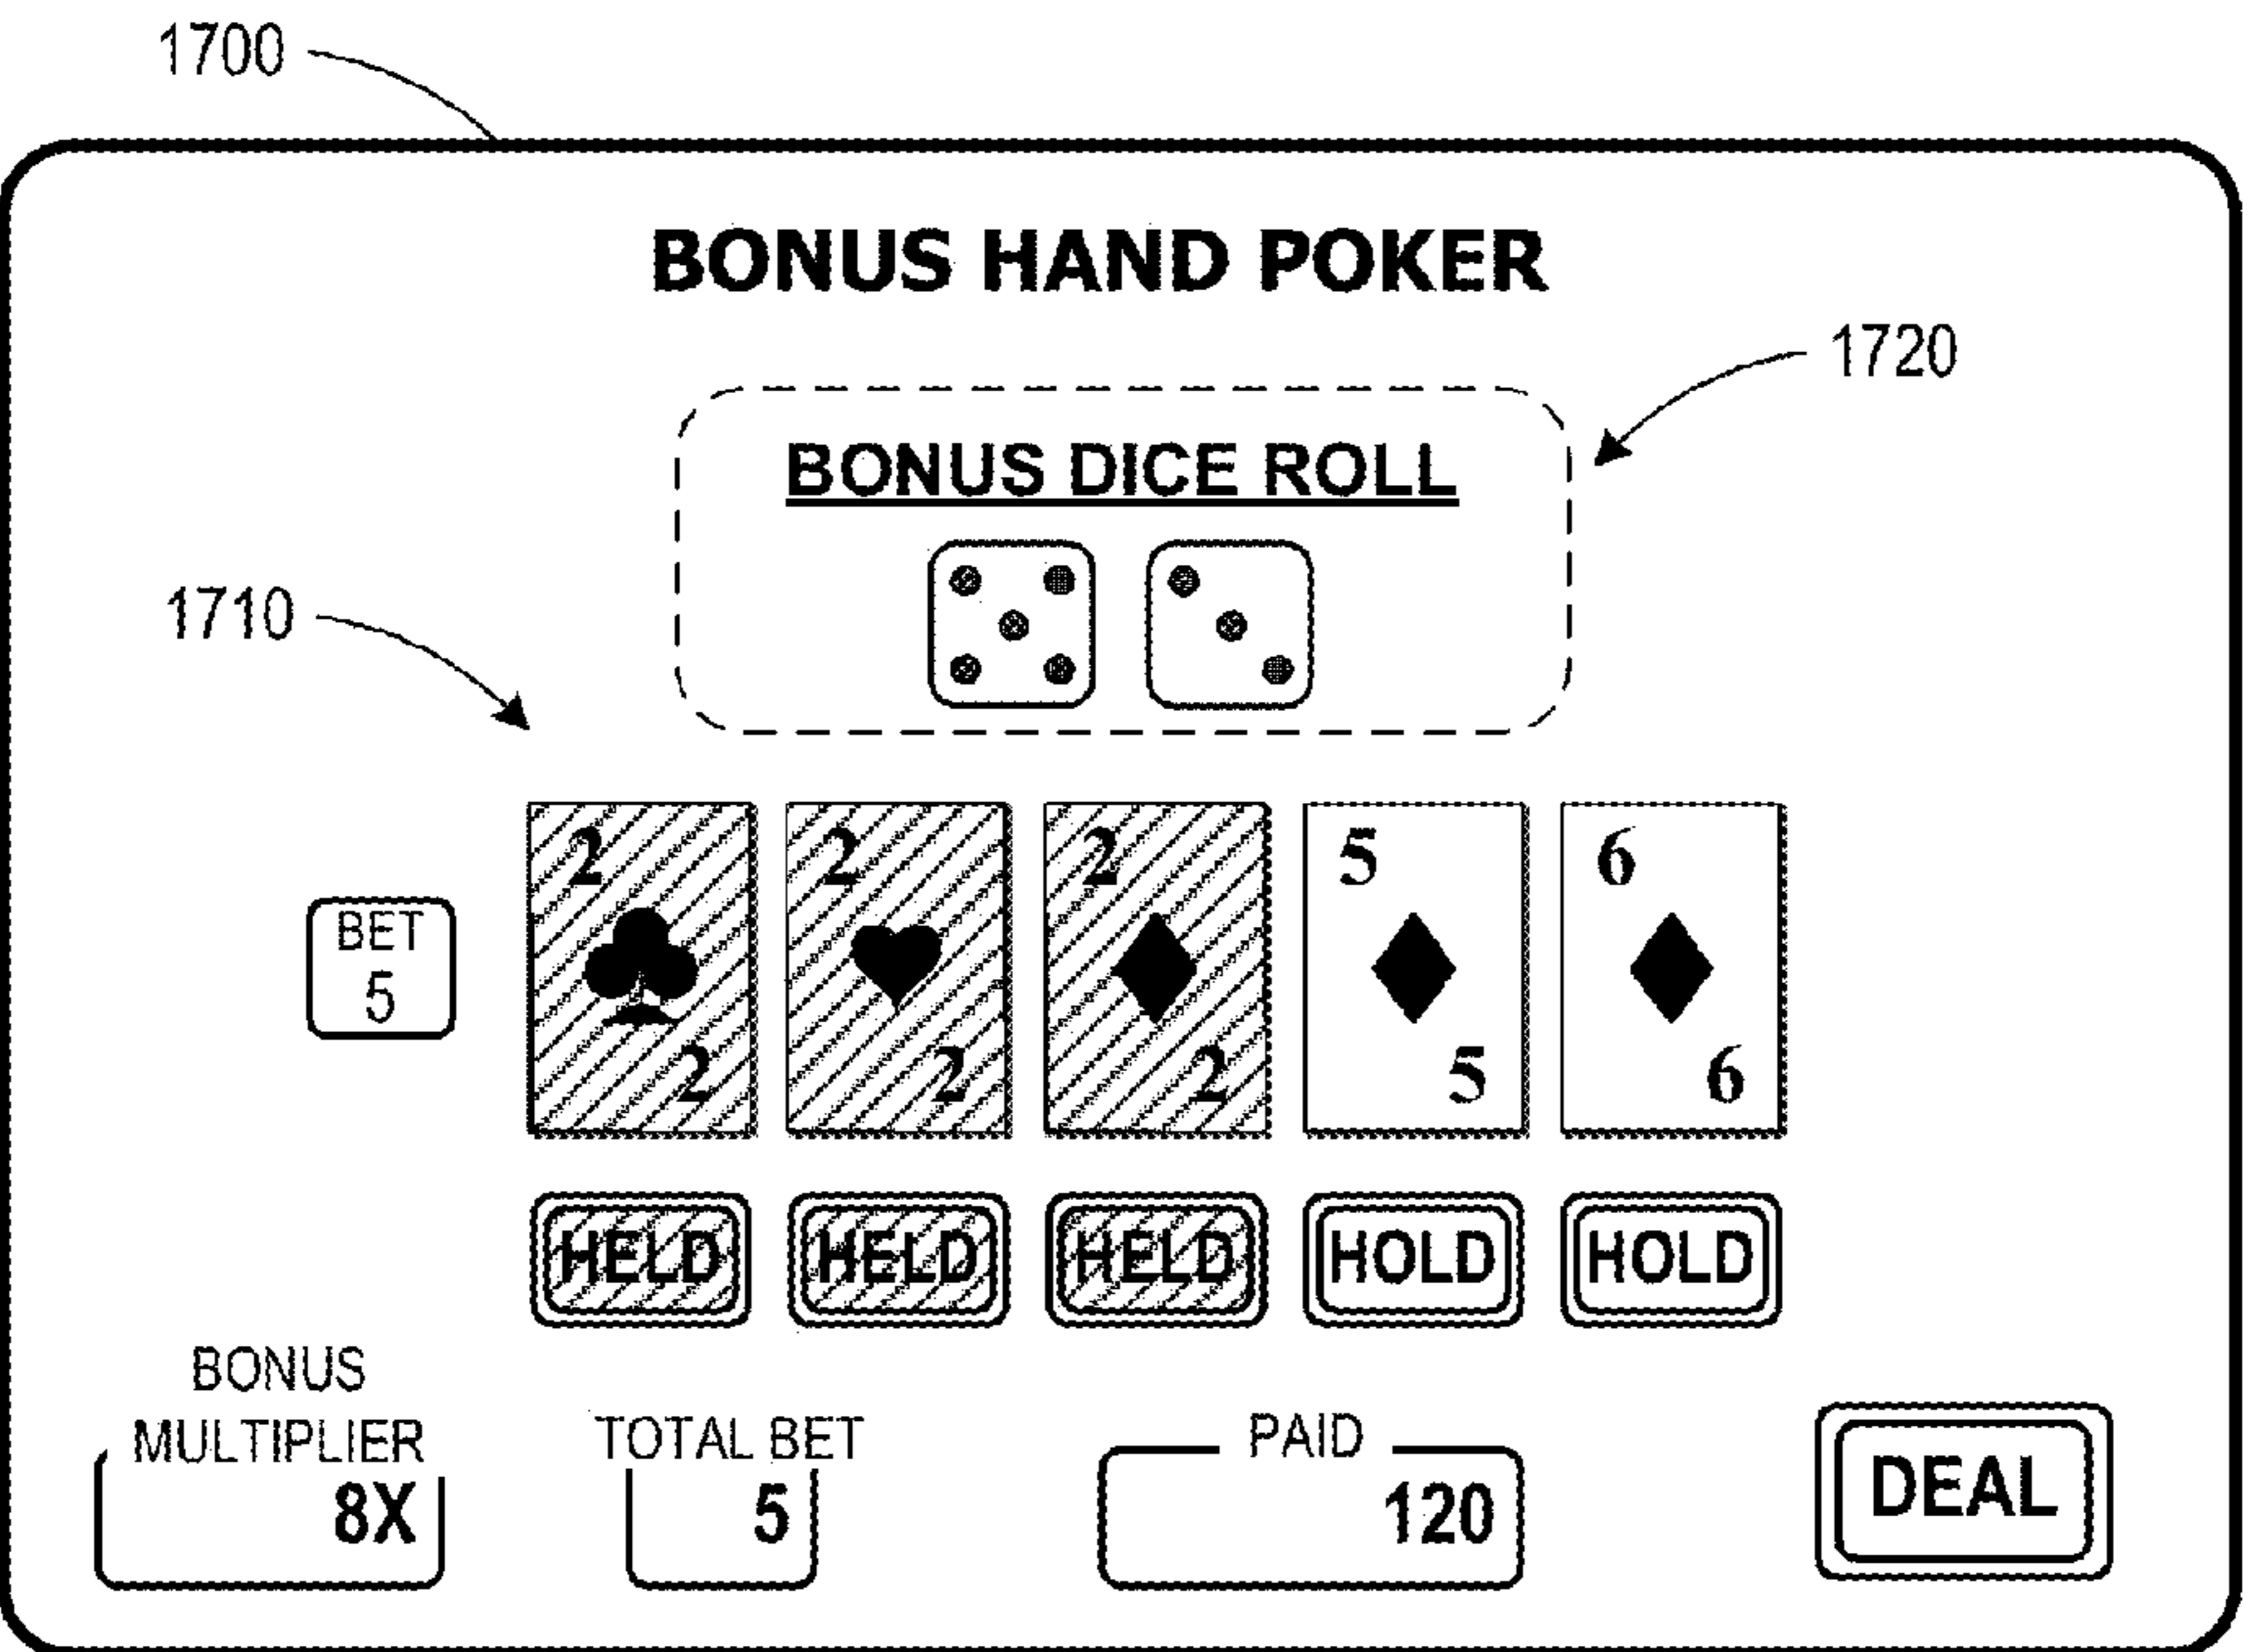 1700
BONUS HAND POKER
1720
BONUS DICE ROLL
1710
2 2 2 5 6
BET
5
2 2 2 5 6
HELD HELD HELD HOLD HOLD
BONUS
MULTIPLIER TOTAL BET PAID
8X 5 120 DEAL